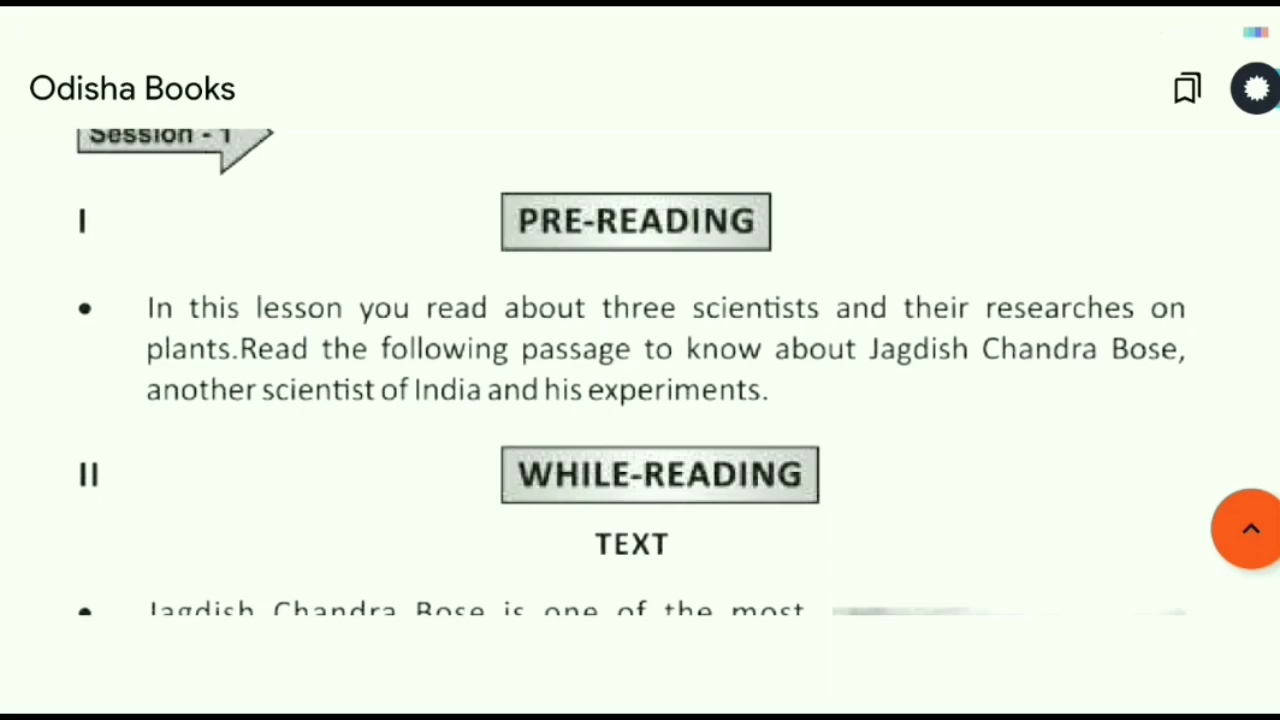 Odisha Books
Session - 1
I
PRE-READING
• In this lesson you read about three scientists and their researches on
plants.Read the following passage to know about Jagdish Chandra Bose,
another scientist of India and his experiments.
II
WHILE-READING
TEXT
• Jagdish Chandra Bose is one of the most